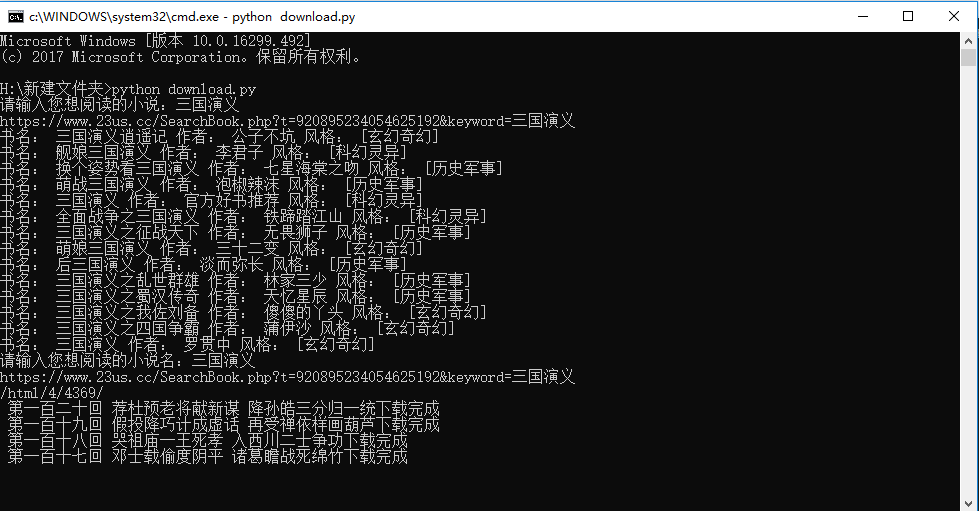 c:\WINDOWS\system32\cmd.exe - python  download.py
Microsoft Windows [版本 10.0.16299.492]
(c) 2017 Microsoft Corporation。保留所有权利。
H:\新建文件夹>python download.py
请输入您想阅读的小说：三国演义
https://www.23us.cc/SearchBook.php?t=920895234054625192&keyword=三国演义
书名： 三国演义逍遥记 作者： 公子不坑 风格： [玄幻奇幻]
书名： 舰娘三国演义 作者： 李君子 风格： [科幻灵异]
书名： 换个姿势看三国演义 作者： 七星海棠之吻 风格： [历史军事]
书名： 萌战三国演义 作者： 泡椒辣沫 风格： [历史军事]
书名： 三国演义 作者： 官方好书推荐 风格： [科幻灵异]
书名： 全面战争之三国演义 作者： 铁蹄踏江山 风格： [科幻灵异]
书名： 三国演义之征战天下 作者： 无畏狮子 风格： [历史军事]
书名： 萌娘三国演义 作者： 三十二变 风格： [玄幻奇幻]
书名： 后三国演义 作者： 淡而弥长 风格： [历史军事]
书名： 三国演义之乱世群雄 作者： 林家三少 风格： [历史军事]
书名： 三国演义之蜀汉传奇 作者： 天忆星辰 风格： [历史军事]
书名： 三国演义之我佐刘备 作者： 傻傻的丫头 风格： [玄幻奇幻]
书名： 三国演义之四国争霸 作者： 蒲伊沙 风格： [玄幻奇幻]
书名： 三国演义 作者： 罗贯中 风格： [玄幻奇幻]
请输入您想阅读的小说名：三国演义
https://www.23us.cc/SearchBook.php?t=920895234054625192&keyword=三国演义
/html/4/4369/
第一百二十回 荐杜预老将献新谋 降孙皓三分归一统下载完成
第一百十九回 假投降巧计成虚话 再受禅依样画葫芦下载完成
第一百十八回 哭祖庙一王死孝 入西川二士争功下载完成
第一百十七回 邓士载偷度阴平 诸葛瞻战死绵竹下载完成